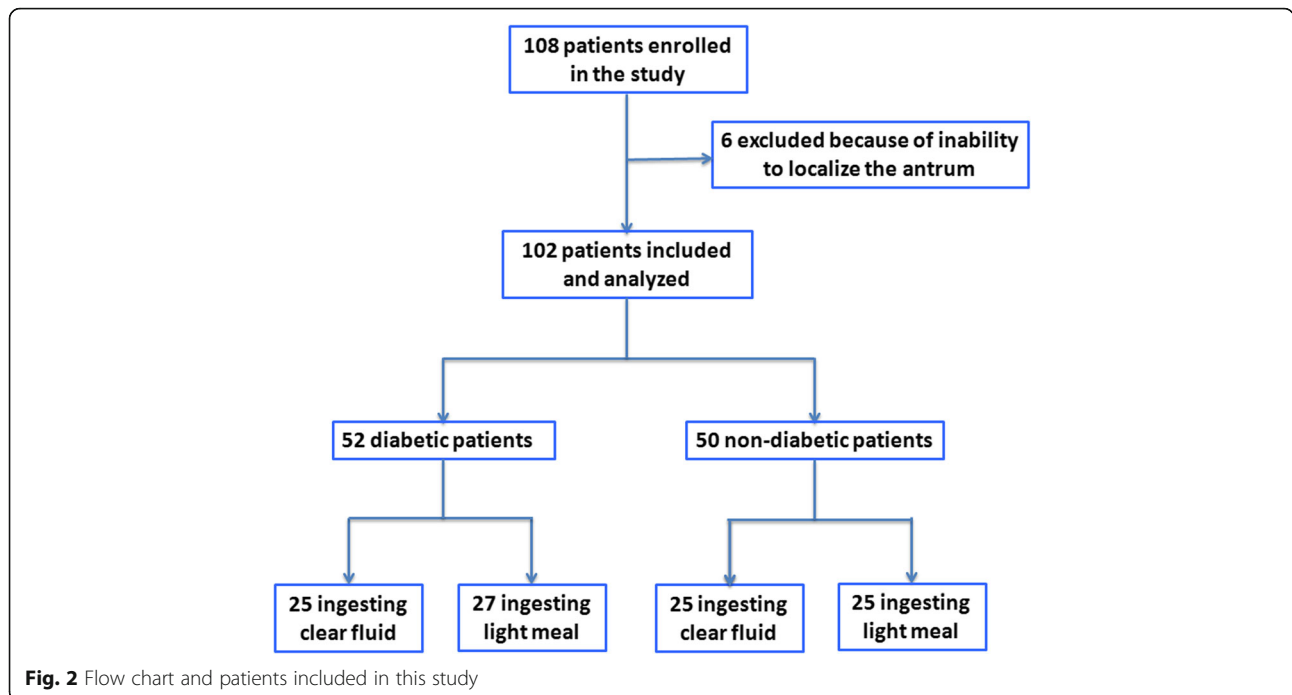 108 patients enrolled
in the study
6 excluded because of inability
to localize the antrum
102 patients included
and analyzed
52 diabetic patients
50 non-diabetic patients
25 ingesting
clear fluid
27 ingesting
light meal
25 ingesting
clear fluid
25 ingesting
light meal
Fig. 2 Flow chart and patients included in this study